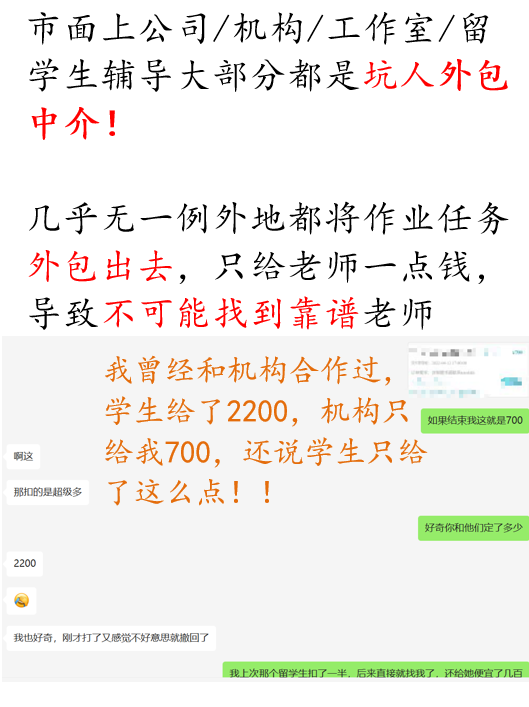 市面上公司/机构/工作室/留
学生辅导大部分都是坑人外包
中介！
几乎无一例外地都将作业任务
外包出去，只给老师一点钱，
导致不可能找到靠谱老师
我曾经和机构合作过，
学生给了2200，机构只
给我700，还说学生只给
了这么点！！
如果结束我这就是700
啊这
那扣的是超级多
好奇你和他们定了多少
2200
我也好奇，刚才打了又感觉不好意思就撤回了
我上次那个留学生扣了一半，后来直接就找我了，还给她便宜了几百